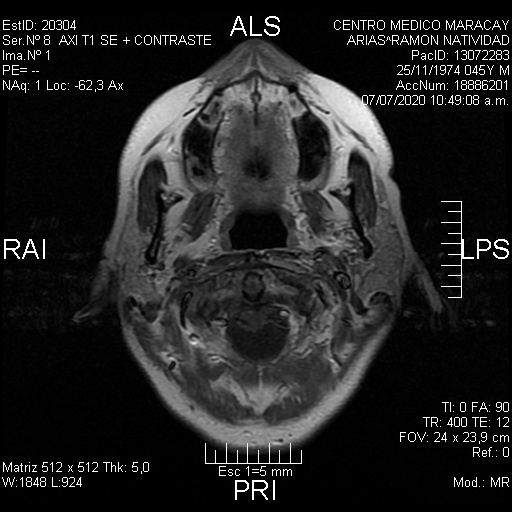 EstID: 20304
Ser.Nº 8 AXI T1 SE + CONTRASTE
Ima.Nº 1
PE= --
NAq: 1 Loc: -62,3 Ax
ALS
CENTRO MEDICO MARACAY
ARIAS^RAMON NATIVIDAD
PacID: 13072283
25/11/1974 045Y M
AccNum: 18886201
07/07/2020 10:49:08 a.m.
RAI
LPS
Matriz 512 x 512 Thk: 5,0
W:1848 L:924
Esc 1=5 mm
PRI
TI: 0 FA: 90
TR: 400 TE: 12
FOV: 24 x 23,9 cm
Ref.: 0
Mod.: MR